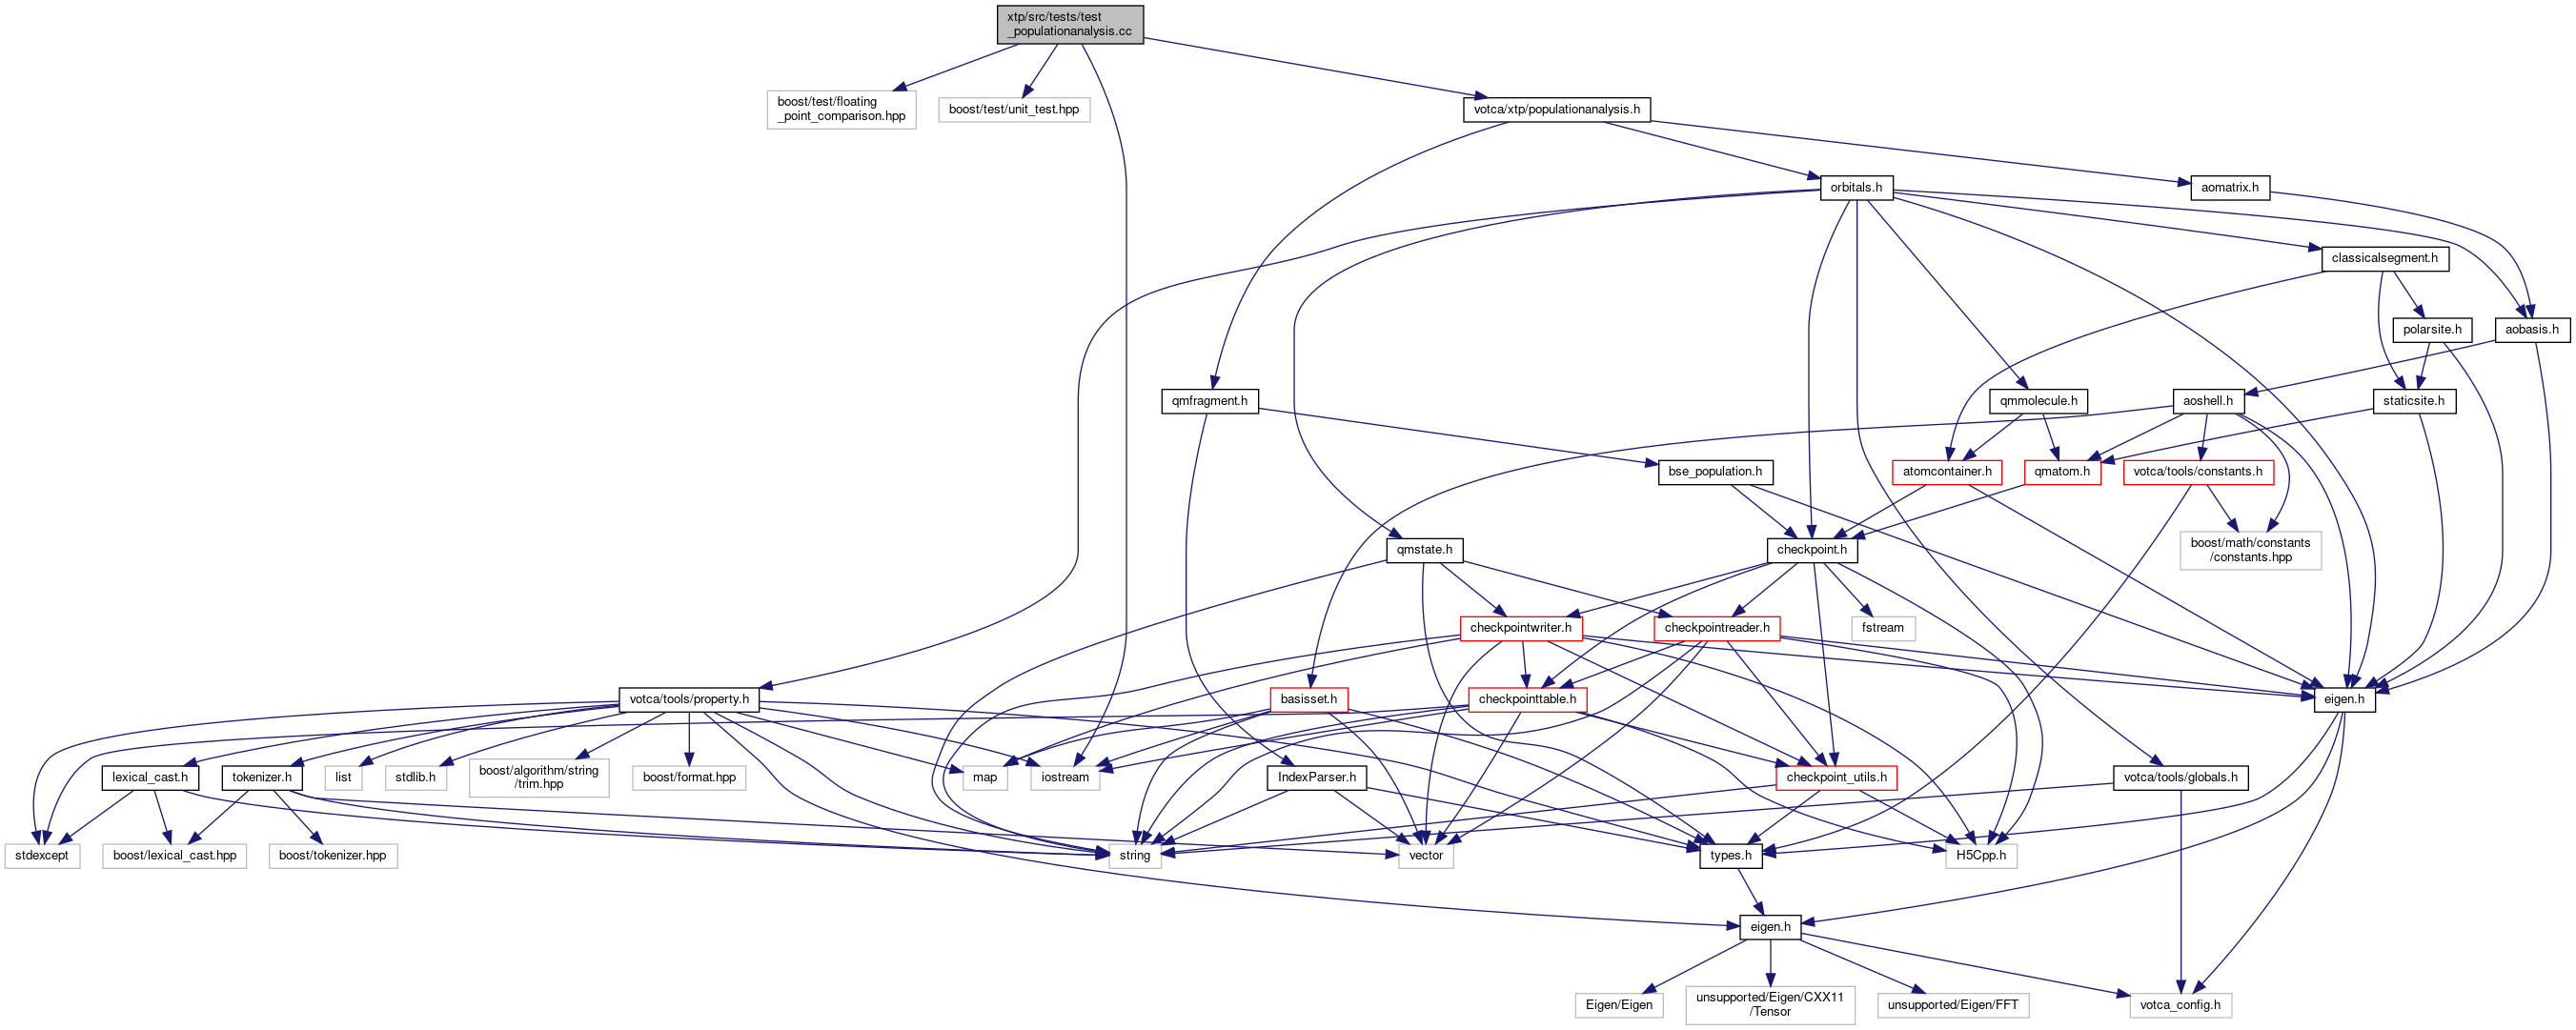 xtp/src/tests/test
_populationanalysis.cc
boost/test/floating
_point_comparison.hpp
boost/test/unit_test.hpp
votca/xtp/populationanalysis.h
orbitals.h
aomatrix.h
classicalsegment.h
polarsite.h
aobasis.h
qmfragment.h
qmmolecule.h
aoshell.h
staticsite.h
bse_population.h
atomcontainer.h
qmatom.h
votca/tools/constants.h
qmstate.h
checkpoint.h
boost/math/constants
/constants.hpp
checkpointwriter.h
checkpointreader.h
fstream
votca/tools/property.h
basisset.h
checkpointtable.h
eigen.h
lexical_cast.h
tokenizer.h
list
stdlib.h
boost/algorithm/string
/trim.hpp
boost/format.hpp
map
iostream
IndexParser.h
checkpoint_utils.h
votca/tools/globals.h
stdexcept
boost/lexical_cast.hpp
boost/tokenizer.hpp
string
vector
types.h
H5Cpp.h
eigen.h
Eigen/Eigen
unsupported/Eigen/CXX11
/Tensor
unsupported/Eigen/FFT
votca_config.h